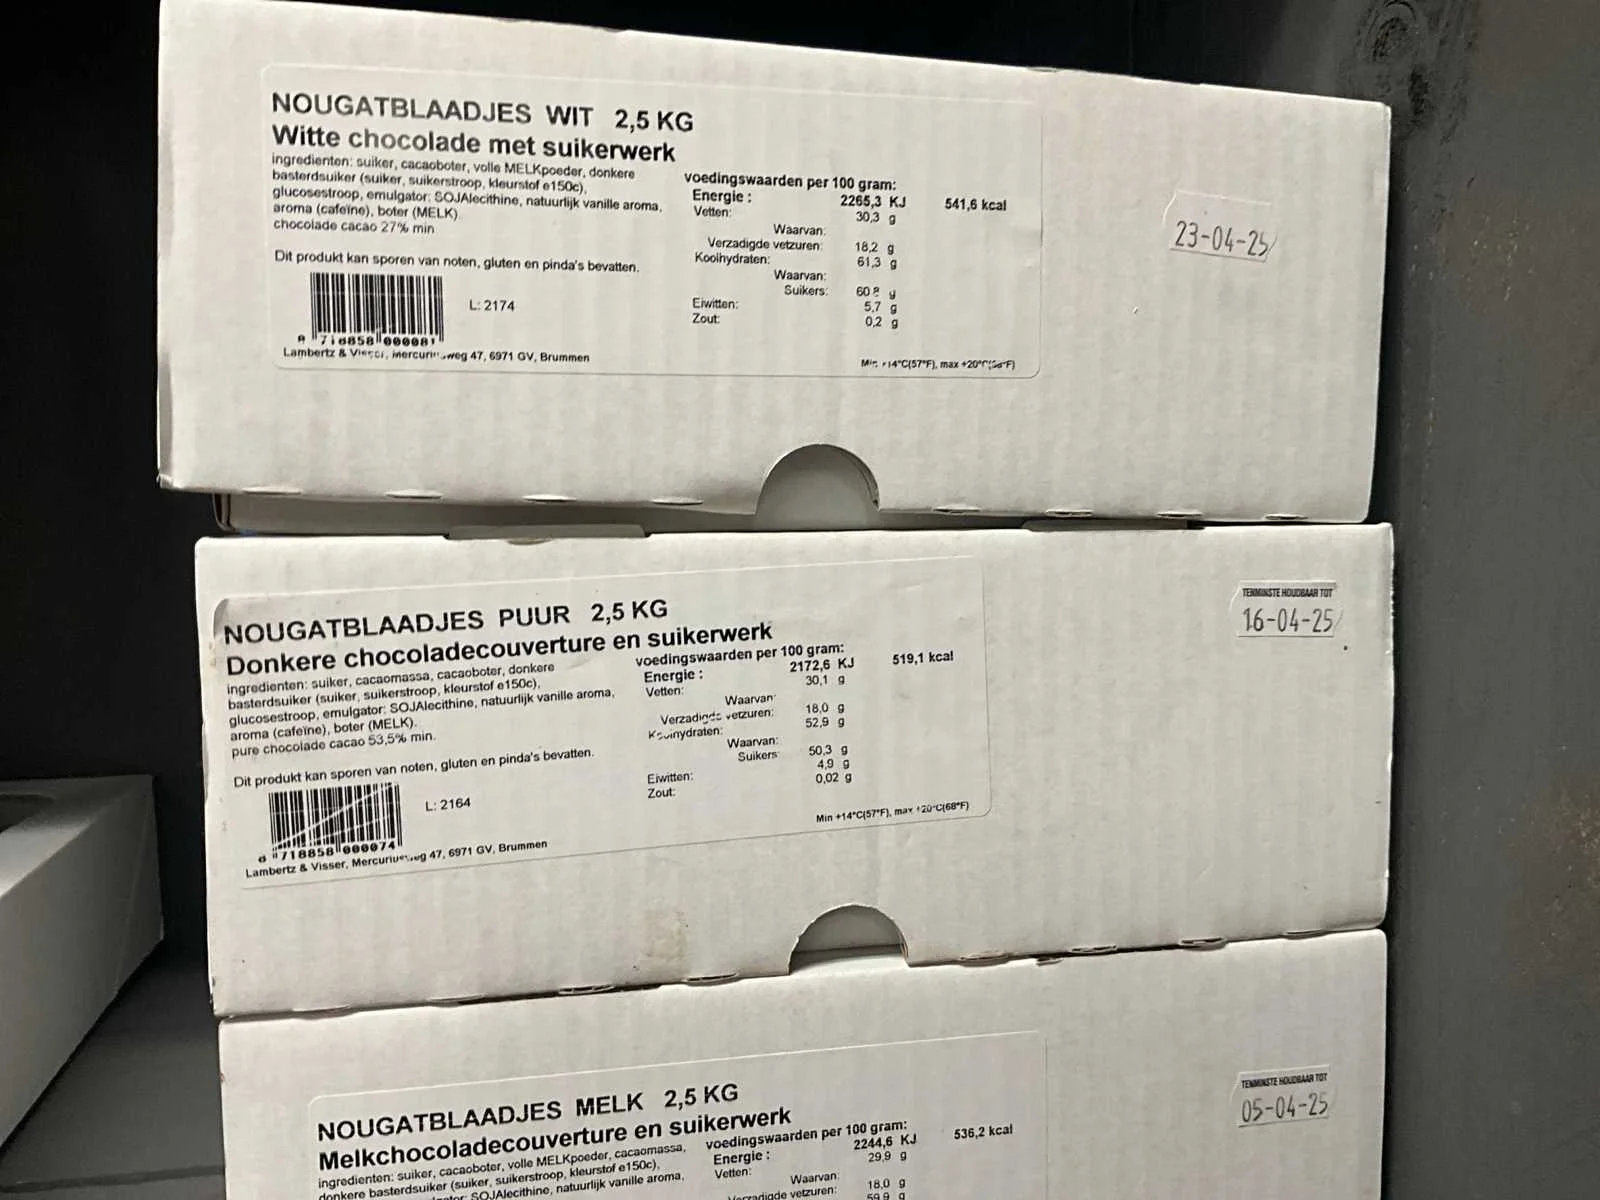 NOUGATBLAADJES WIT 2,5 KG
Witte chocolade met suikerwerk
ingredienten: suiker, cacaoboter, volle MELKpoeder, donkere
basterdsuiker (suiker, suikerstroop, kleurstof e150c),
glucosestroop, emulgator: SOJAlecithine, natuurlijk vanille aroma,
aroma (cafeïne), boter (MELK).
chocolade cacao 27% min
Dit produkt kan sporen van noten, gluten en pinda's bevatten.
L: 2174
718858 000081
Lambertz & Visser, Mercuriusweg 47, 6971 GV, Brummen
voedingswaarden per 100 gram:
Energie : 2265,3 KJ 541,6 kcal
Vetten: 30,3 g
Waarvan:
Verzadigde vetzuren: 18,2 g
Koolhydraten: 61,3 g
Waarvan:
Suikers: 60 8 g
Eiwitten: 5,7 g
Zout: 0,2 g
Min +14°C(57°F), max +20°C(68°F)
23-04-25
NOUGATBLAADJES PUUR 2,5 KG
Donkere chocoladecouverture en suikerwerk
ingredienten: suiker, cacaomassa, cacaoboter, donkere
basterdsuiker (suiker, suikerstroop, kleurstof e150c),
glucosestroop, emulgator: SOJAlecithine, natuurlijk vanille aroma,
aroma (cafeïne), boter (MELK).
pure chocolade cacao 53,5% min.
Dit produkt kan sporen van noten, gluten en pinda's bevatten.
L: 2164
718858 000074
Lambertz & Visser, Mercuriusweg 47, 6971 GV, Brummen
voedingswaarden per 100 gram:
Energie : 2172,6 KJ 519,1 kcal
Vetten: 30,1 g
Waarvan:
Verzadigde vetzuren: 18,0 g
Koolhydraten: 52,9 g
Waarvan:
Suikers: 50,3 g
Eiwitten: 4,9 g
Zout: 0,02 g
Min +14°C(57°F), max +20°C(68°F)
TENMINSTE HOUDBAAR TOT
16-04-25
NOUGATBLAADJES MELK 2,5 KG
Melkchocoladecouverture en suikerwerk
ingredienten: suiker, cacaoboter, volle MELKpoeder, cacaomassa,
donkere basterdsuiker (suiker, suikerstroop, kleurstof e150c),
SOJAlecithine, natuurlijk vanille aroma,
voedingswaarden per 100 gram:
Energie : 2244,6 KJ 536,2 kcal
Vetten: 29,9 g
Waarvan:
Verzadigde vetzuren: 18,0 g
59,9 g
TENMINSTE HOUDBAAR TOT
05-04-25